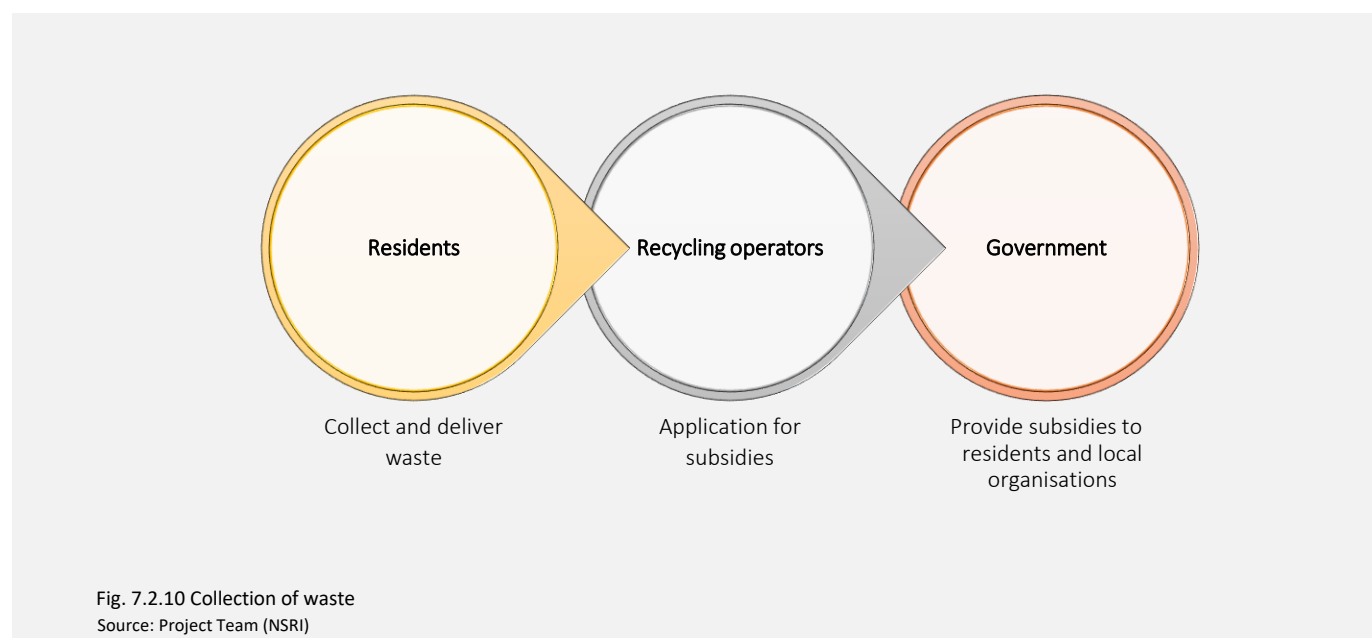 Residents
Recycling operators
Government
Collect and deliver
waste
Application for
subsidies
Provide subsidies to
residents and local
organisations
Fig. 7.2.10 Collection of waste
Source: Project Team (NSRI)